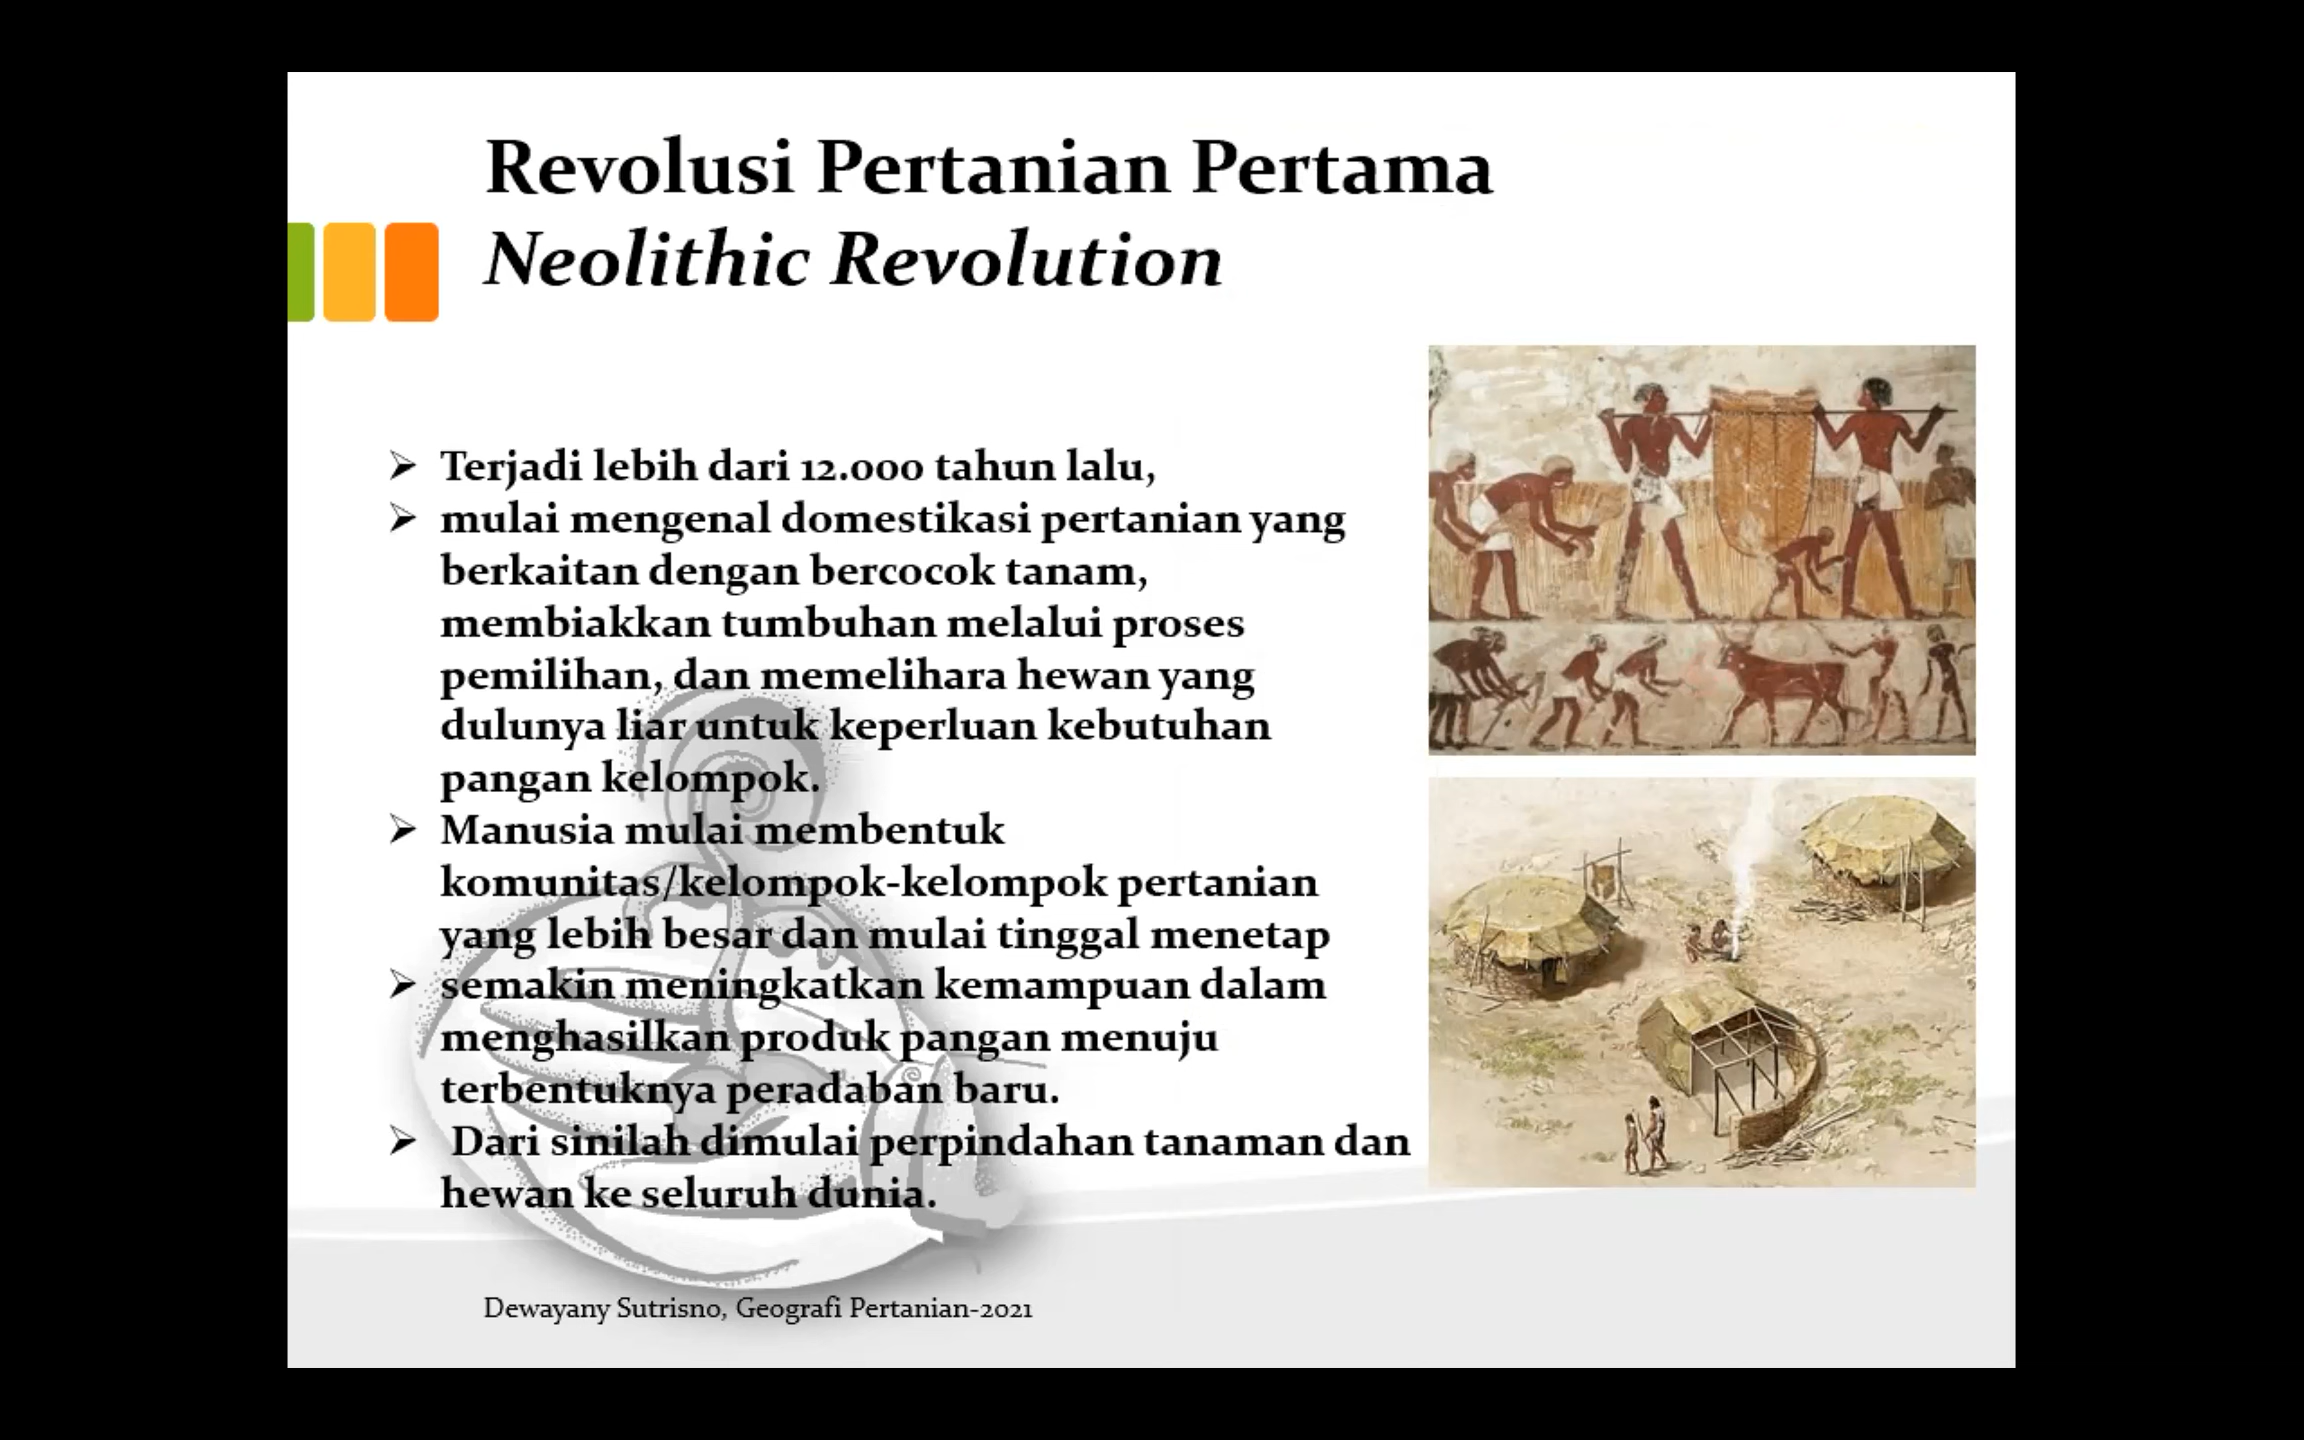 Revolusi Pertanian Pertama
Neolithic Revolution
➢ Terjadi lebih dari 12.000 tahun lalu,
➢ mulai mengenal domestikasi pertanian yang
berkaitan dengan bercocok tanam,
membiakkan tumbuhan melalui proses
pemilihan, dan memelihara hewan yang
dulunya liar untuk keperluan kebutuhan
pangan kelompok.
➢ Manusia mulai membentuk
komunitas/kelompok-kelompok pertanian
yang lebih besar dan mulai tinggal menetap
➢ semakin meningkatkan kemampuan dalam
menghasilkan produk pangan menuju
terbentuknya peradaban baru.
➢ Dari sinilah dimulai perpindahan tanaman dan
hewan ke seluruh dunia.
Dewayany Sutrisno, Geografi Pertanian-2021